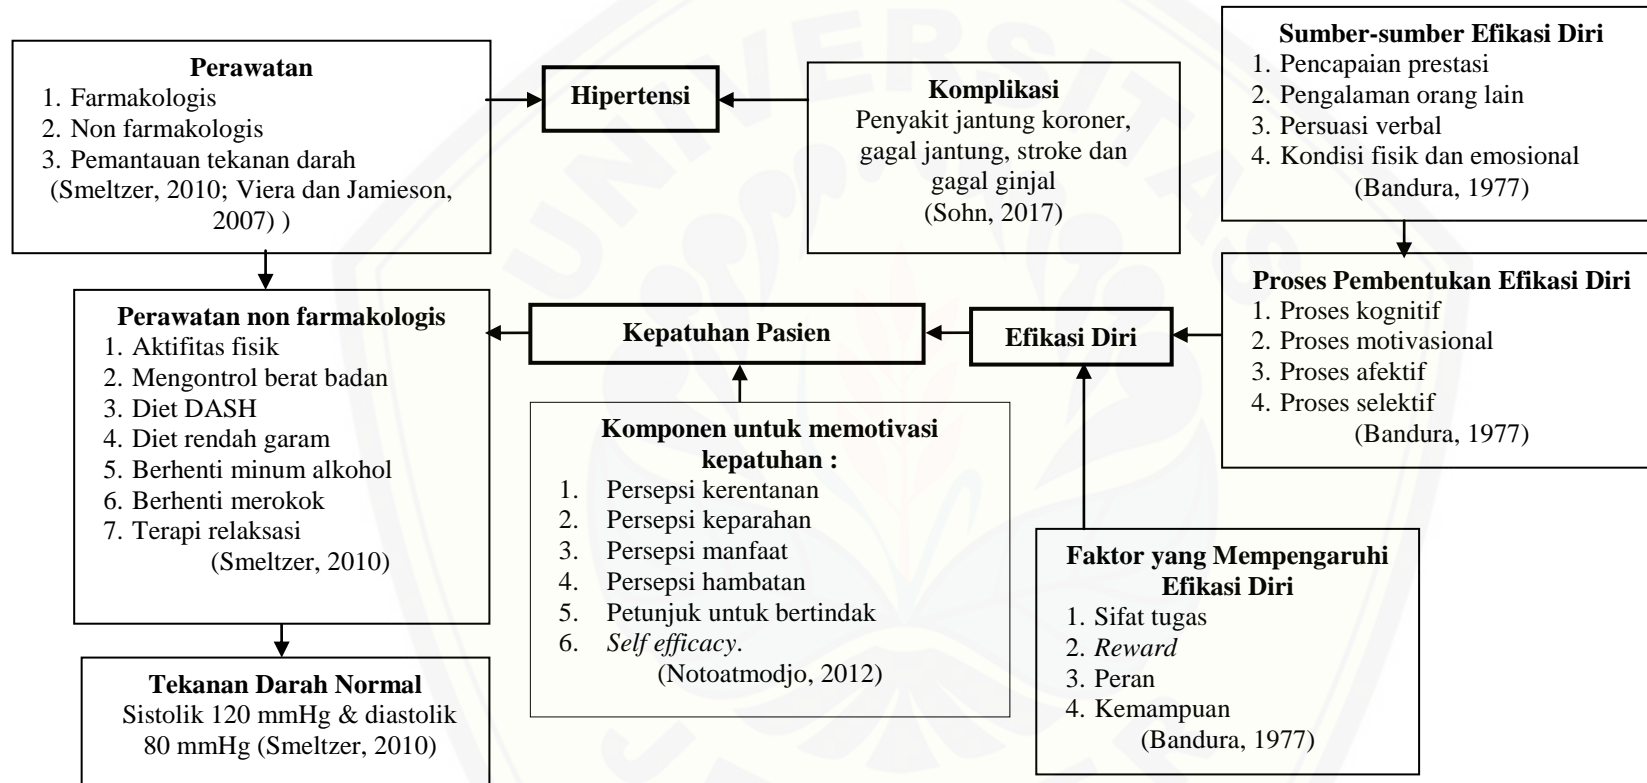 Perawatan
1. Farmakologis
2. Non farmakologis
3. Pemantauan tekanan darah
(Smeltzer, 2010; Viera dan Jamieson,
2007) )
Hipertensi
Komplikasi
Penyakit jantung koroner,
gagal jantung, stroke dan
gagal ginjal
(Sohn, 2017)
Sumber-sumber Efikasi Diri
1. Pencapaian prestasi
2. Pengalaman orang lain
3. Persuasi verbal
4. Kondisi fisik dan emosional
(Bandura, 1977)
Perawatan non farmakologis
1. Aktifitas fisik
2. Mengontrol berat badan
3. Diet DASH
4. Diet rendah garam
5. Berhenti minum alkohol
6. Berhenti merokok
7. Terapi relaksasi
(Smeltzer, 2010)
Kepatuhan Pasien
Efikasi Diri
Proses Pembentukan Efikasi Diri
1. Proses kognitif
2. Proses motivasional
3. Proses afektif
4. Proses selektif
(Bandura, 1977)
Komponen untuk memotivasi
kepatuhan :
1. Persepsi kerentanan
2. Persepsi keparahan
3. Persepsi manfaat
4. Persepsi hambatan
5. Petunjuk untuk bertindak
6. Self efficacy.
(Notoatmodjo, 2012)
Faktor yang Mempengaruhi
Efikasi Diri
1. Sifat tugas
2. Reward
3. Peran
4. Kemampuan
(Bandura, 1977)
Tekanan Darah Normal
Sistolik 120 mmHg & diastolik
80 mmHg (Smeltzer, 2010)
UNIVERSITAS